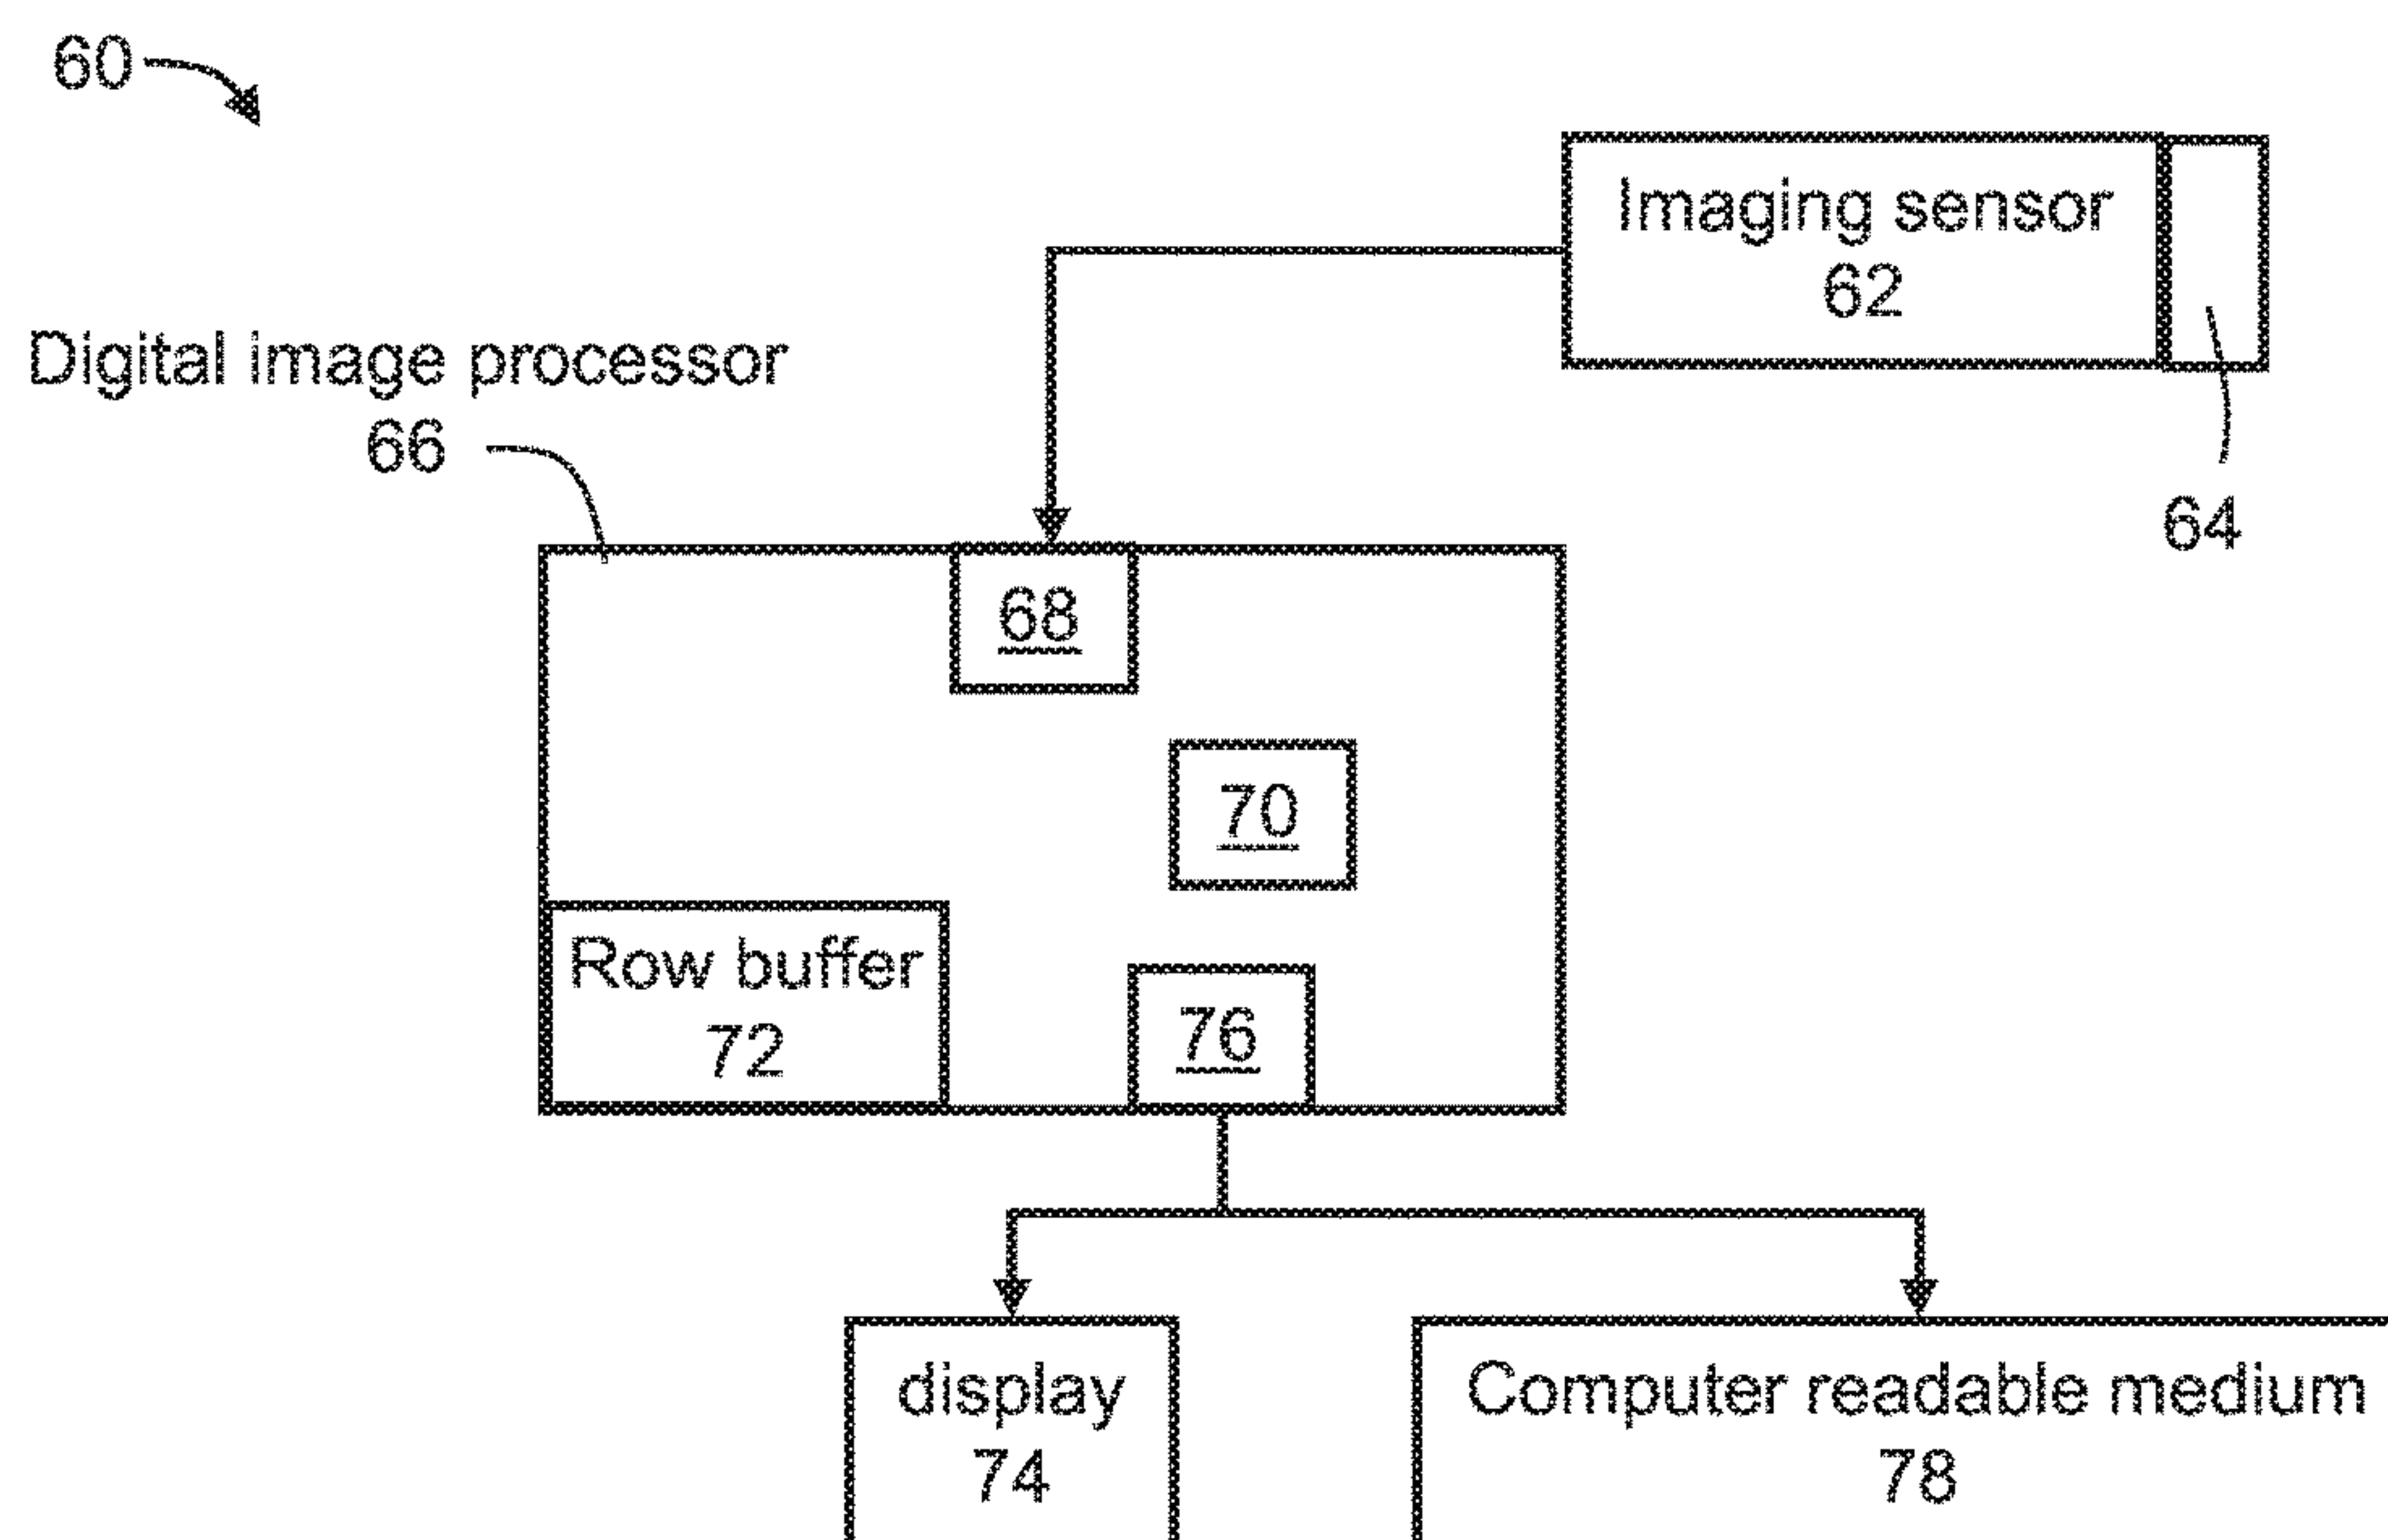 60
Imaging sensor
62
Digital image processor
66
64
68
70
Row buffer
72
76
display
74
Computer readable medium
78